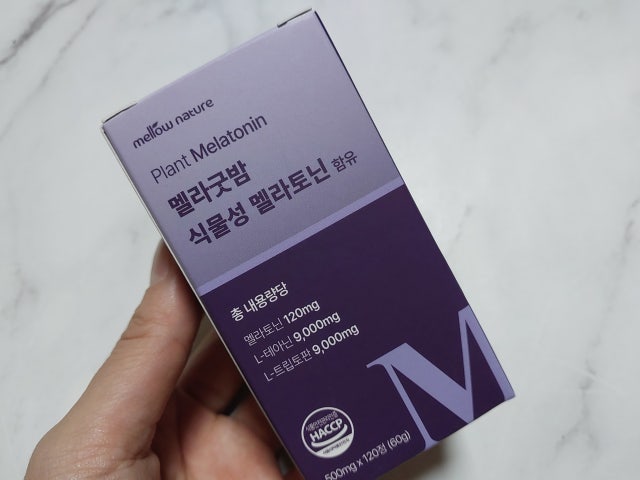 mellow nature
Plant Melatonin
멜라굿밤
식물성 멜라토닌 함유
총 내용량당
멜라토닌 120mg
L-테아닌 9,000mg
L-트립토판 9,000mg
M
HACCP
500mg x 120정 (60g)